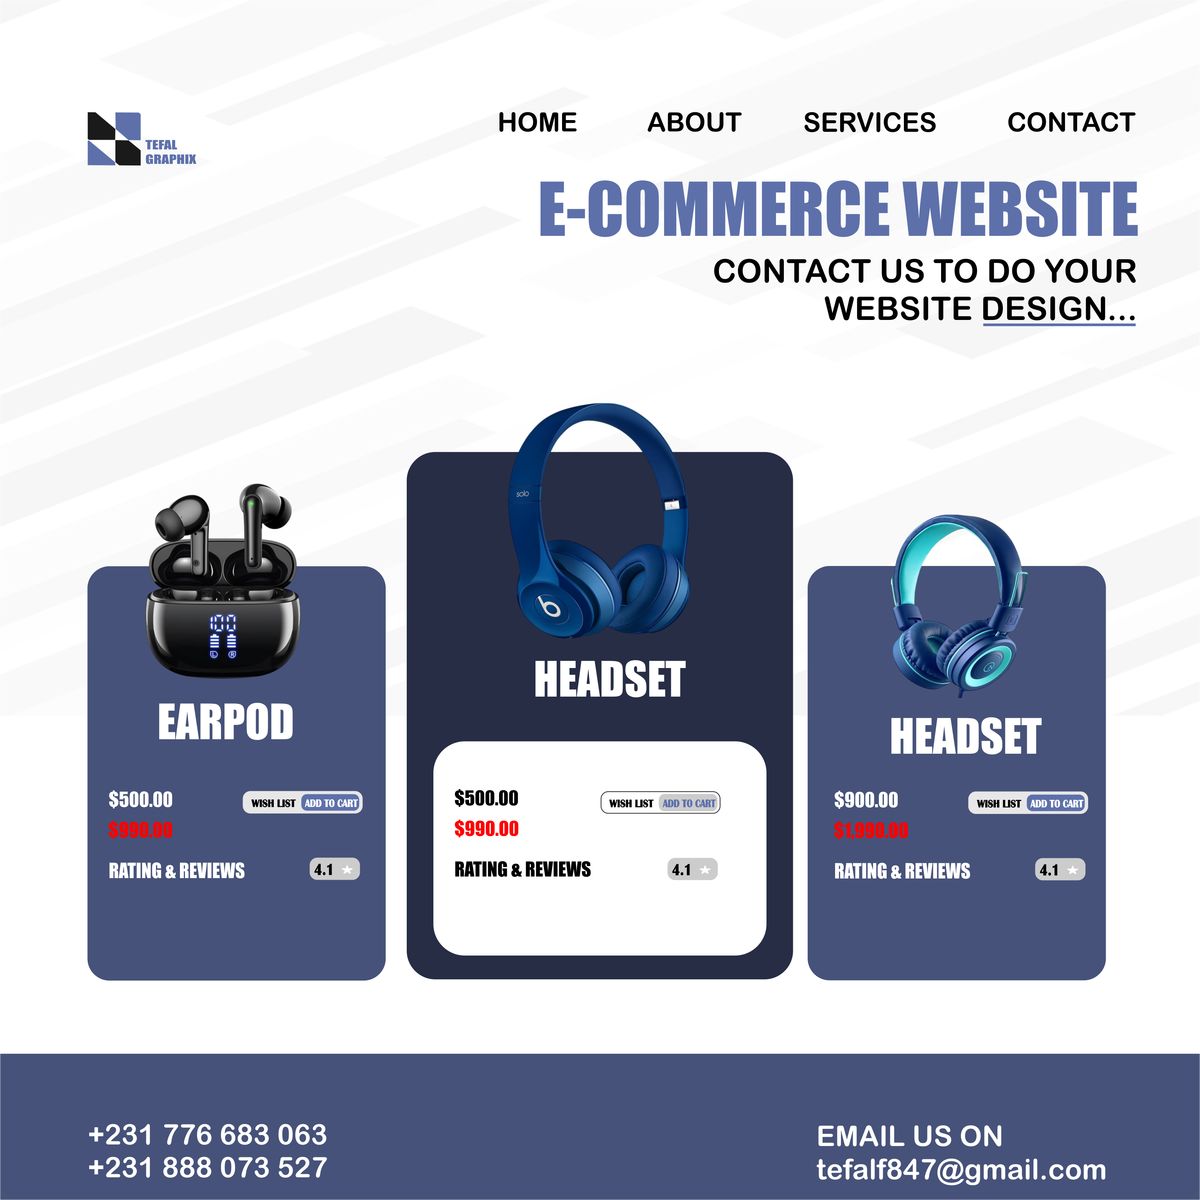 TEFAL
GRAPHIX
HOME ABOUT SERVICES CONTACT
E-COMMERCE WEBSITE
CONTACT US TO DO YOUR
WEBSITE DESIGN...
solo
b
100
L R
EARPOD
$500.00 WISH LIST ADD TO CART
$990.00
RATING & REVIEWS 4.1
HEADSET
$500.00 WISH LIST ADD TO CART
$990.00
RATING & REVIEWS 4.1
HEADSET
$900.00 WISH LIST ADD TO CART
$1,990.00
RATING & REVIEWS 4.1
+231 776 683 063
+231 888 073 527
EMAIL US ON
tefalf847@gmail.com